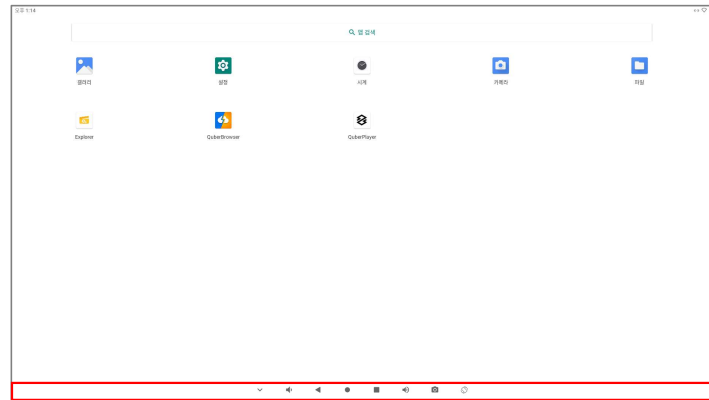 오후 1:14
앱 검색
갤러리
설정
시계
카메라
파일
Explorer
QuberBrowser
QuberPlayer